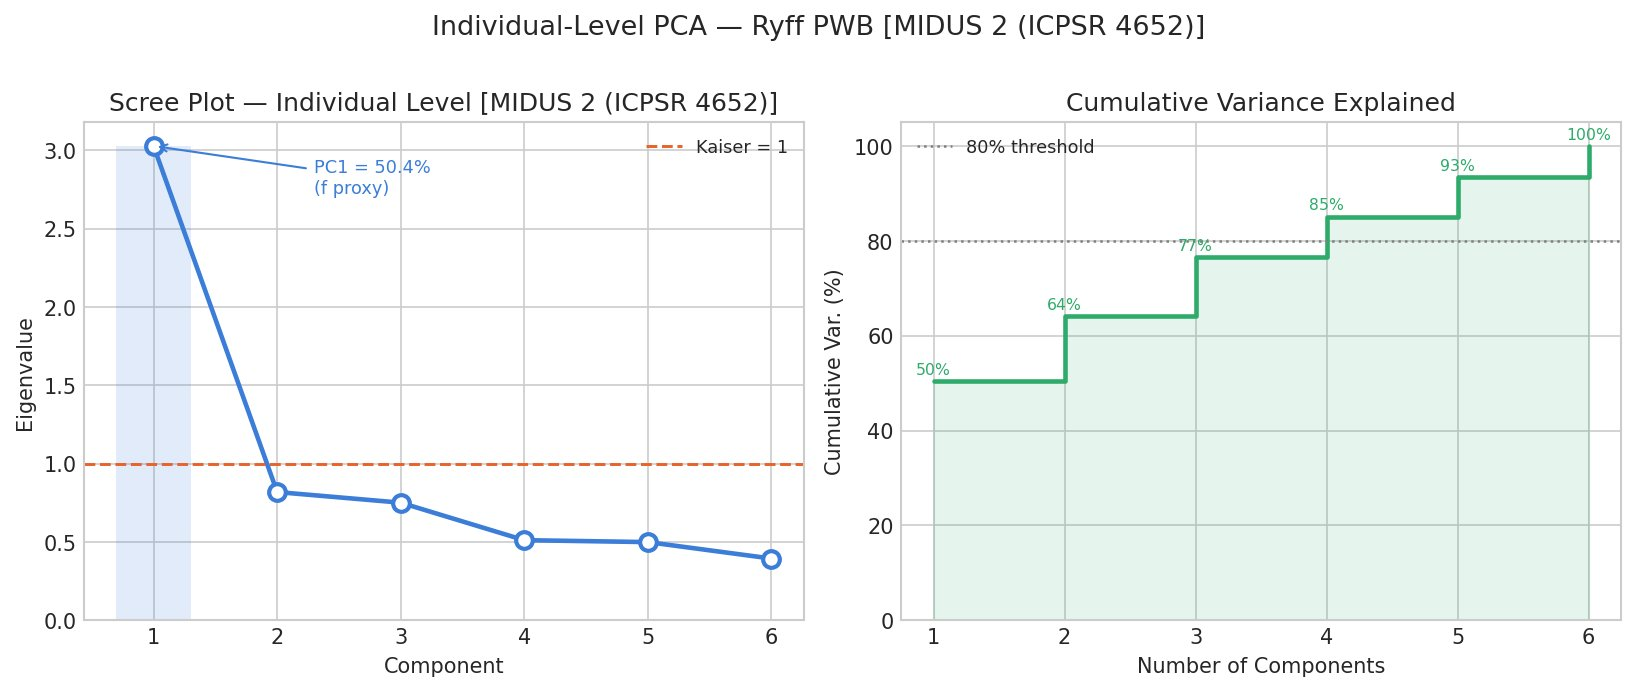 Individual-Level PCA — Ryff PWB [MIDUS 2 (ICPSR 4652)]
Scree Plot — Individual Level [MIDUS 2 (ICPSR 4652)]
Kaiser = 1
PC1 = 50.4%
(f proxy)
3.0
2.5
2.0
1.5
1.0
0.5
0.0
Eigenvalue
1 2 3 4 5 6
Component
Cumulative Variance Explained
80% threshold
100
80
60
40
20
0
Cumulative Var. (%)
50%
64%
77%
85%
93%
100%
1 2 3 4 5 6
Number of Components